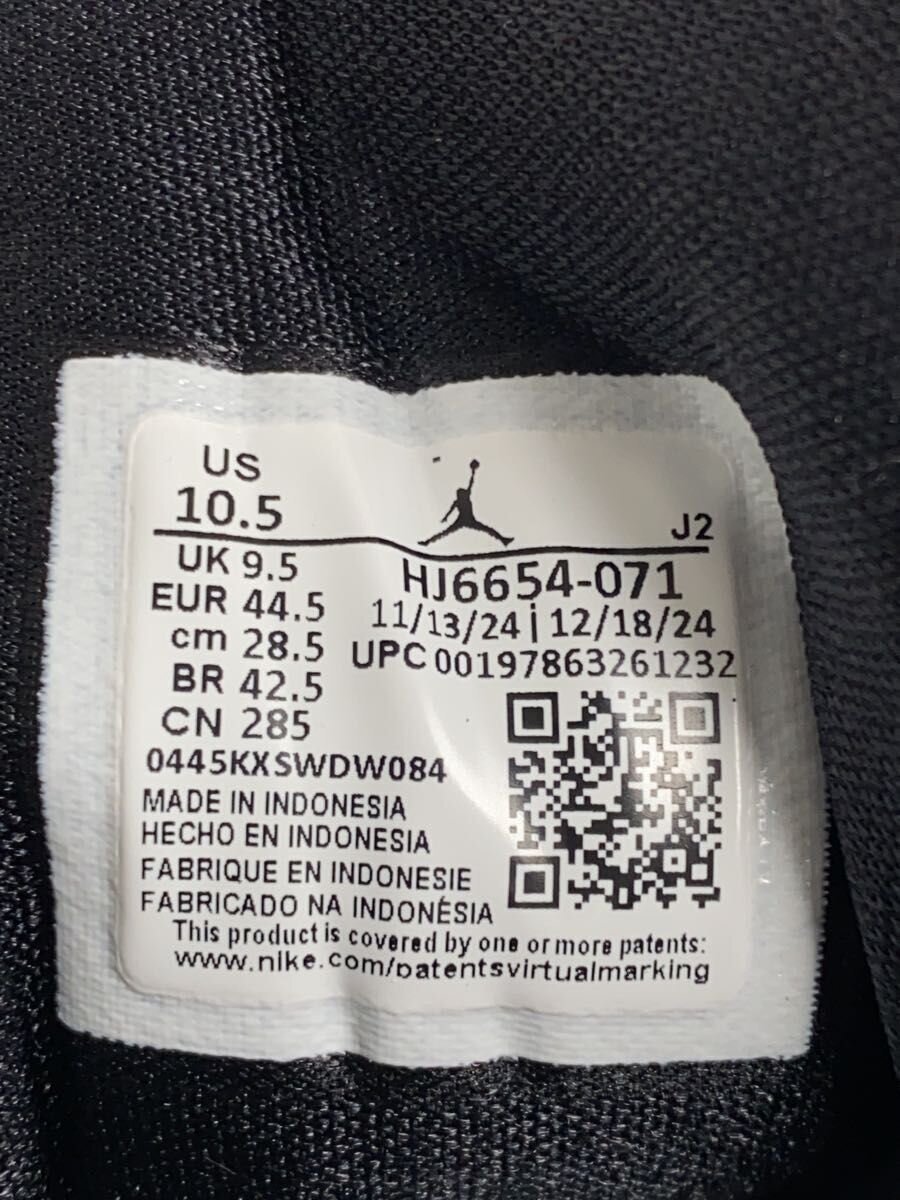 US
10.5
J2
UK 9.5
EUR 44.5
cm 28.5
BR 42.5
CN 285
HJ6654-071
11/13/24 | 12/18/24
UPC 001978632​61232
0445KXSWDW084
MADE IN INDONESIA
HECHO EN INDONESIA
FABRIQUE EN INDONESIE
FABRICADO NA INDONÉSIA
This product is covered by one or more patents:
www.nike.com/patentsvirtualmarking